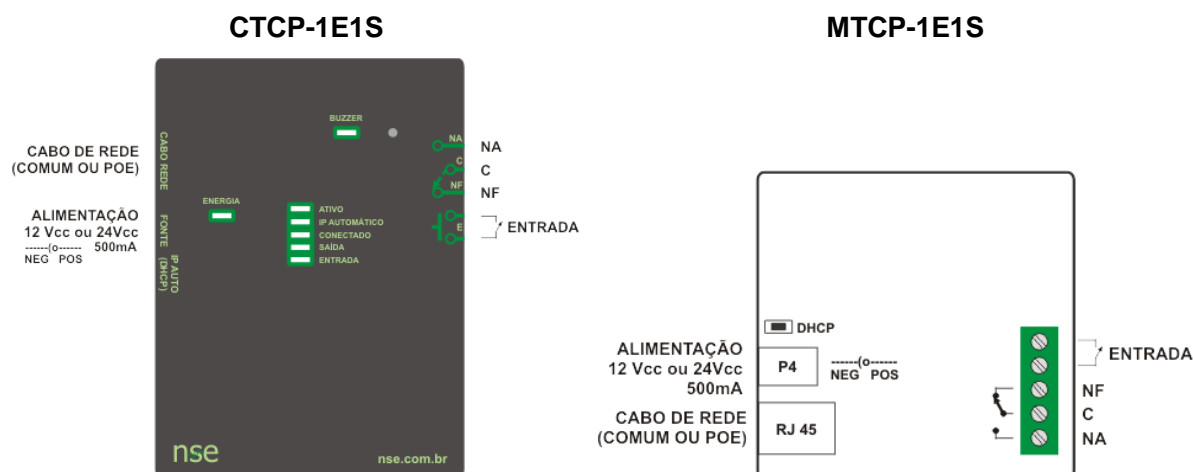 CTCP-1E1S
BUZZER
CABO REDE
CABO DE REDE
(COMUM OU POE)
NA
NA
C
C
NF
NF
ENERGIA
ALIMENTAÇÃO
12 Vcc ou 24Vcc
------(o------ 500mA
NEG POS
FONTE
IP AUTO
(DHCP)
ATIVO
IP AUTOMÁTICO
CONECTADO
SAÍDA
ENTRADA
E
ENTRADA
nse
nse.com.br
MTCP-1E1S
DHCP
ALIMENTAÇÃO
12 Vcc ou 24Vcc
500mA
P4
------(o------
NEG POS
CABO DE REDE
(COMUM OU POE)
RJ 45
ENTRADA
NF
C
NA